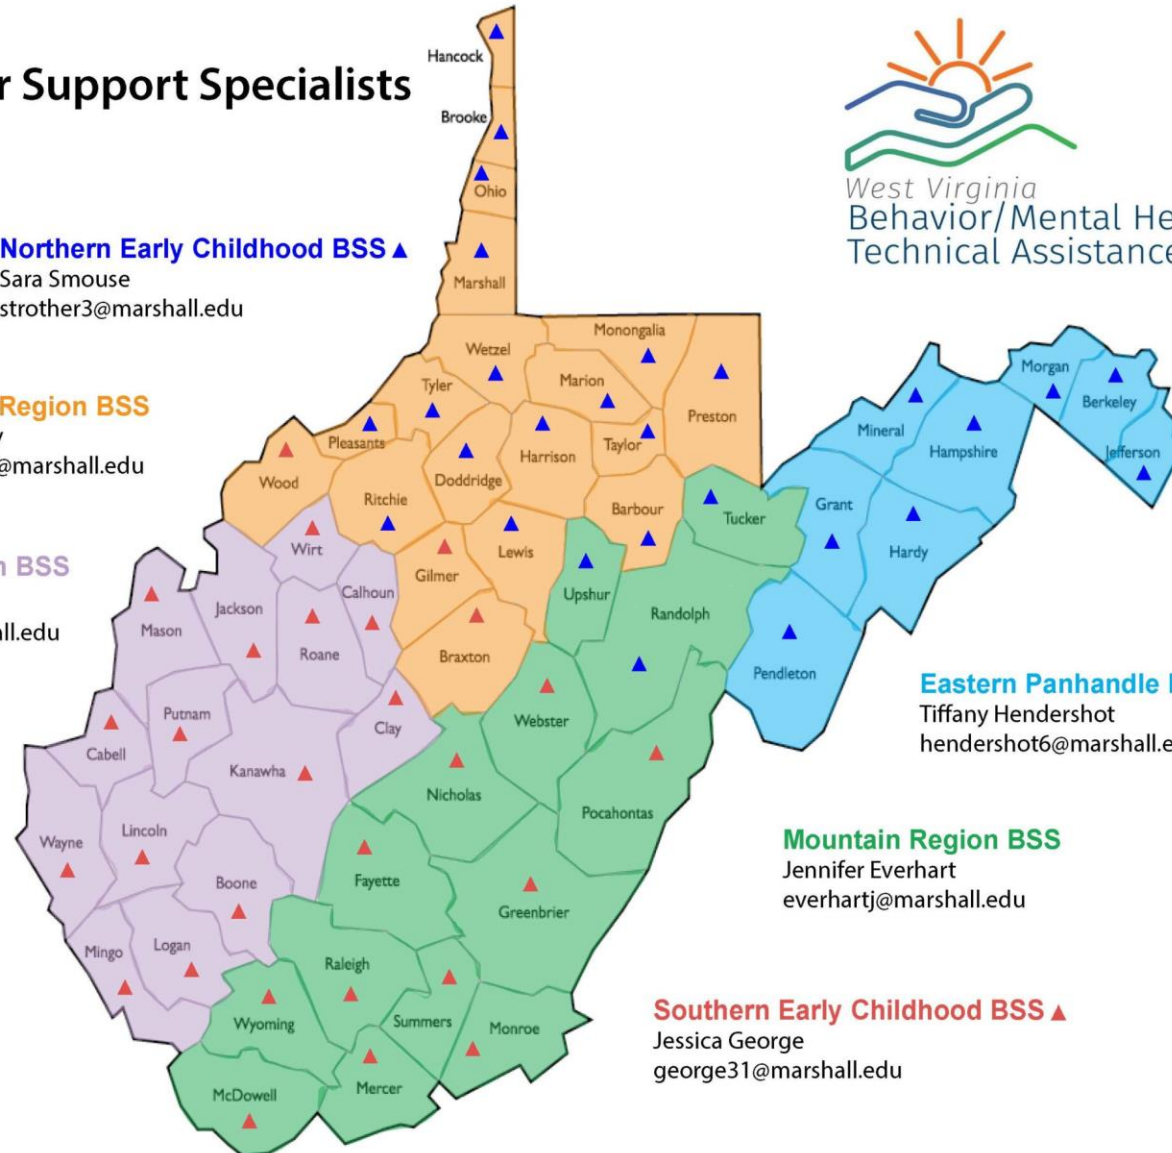 r Support Specialists
West Virginia
Behavior/Mental He
Technical Assistance
Northern Early Childhood BSS
Sara Smouse
strother3@marshall.edu
Region BSS
y
@marshall.edu
n BSS
ll.edu
Hancock
Brooke
Ohio
Marshall
Wetzel
Monongalia
Tyler
Marion
Preston
Pleasants
Taylor
Harrison
Wood
Doddridge
Ritchie
Barbour
Tucker
Wirt
Lewis
Gilmer
Calhoun
Upshur
Jackson
Mason
Roane
Randolph
Braxton
Putnam
Clay
Webster
Cabell
Kanawha
Nicholas
Pocahontas
Wayne
Lincoln
Boone
Fayette
Greenbrier
Mingo
Logan
Raleigh
Wyoming
Summers
Monroe
McDowell
Mercer
Morgan
Berkeley
Mineral
Hampshire
Jefferson
Grant
Hardy
Pendleton
Eastern Panhandle
Tiffany Hendershot
hendershot6@marshall.e
Mountain Region BSS
Jennifer Everhart
everhartj@marshall.edu
Southern Early Childhood BSS
Jessica George
george31@marshall.edu